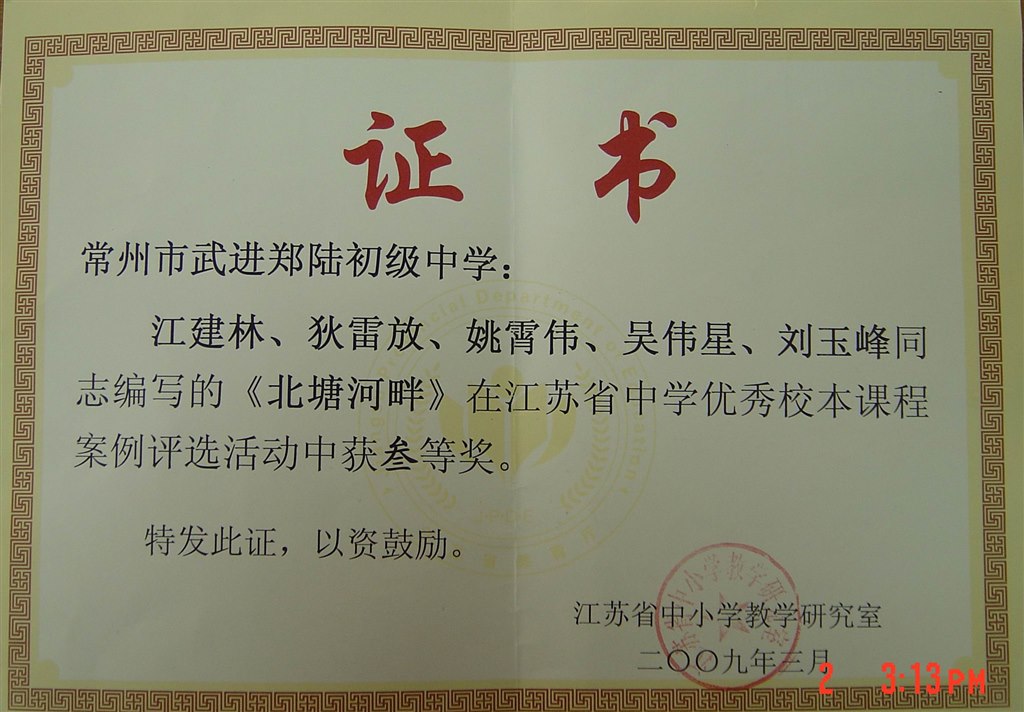 证 书
常州市武进郑陆初级中学：
江建林、狄雷放、姚霄伟、吴伟星、刘玉峰同
志编写的《北塘河畔》在江苏省中学优秀校本课程
案例评选活动中获叁等奖。
特发此证，以资鼓励。
江苏省中小学教学研究室
二〇〇九年三月
2 3:13PM